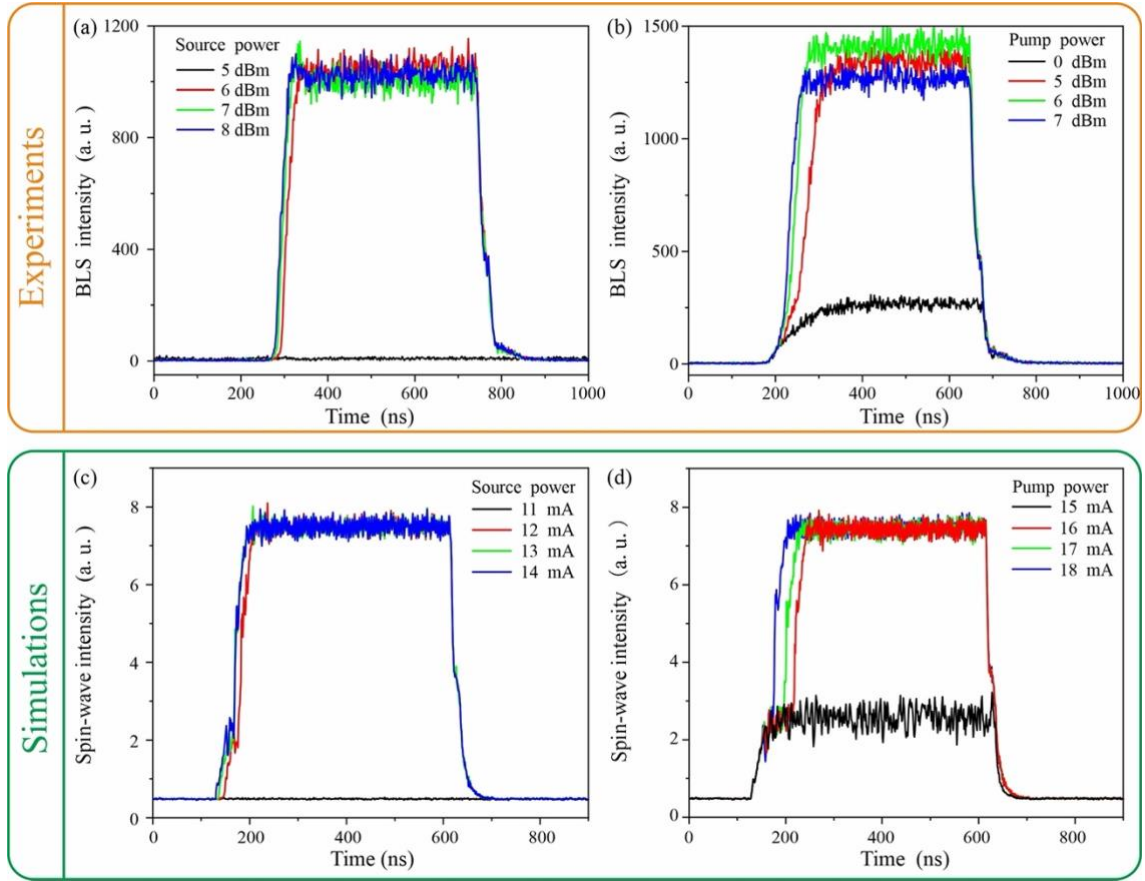 Experiments
(a)
Source power
5 dBm
6 dBm
7 dBm
8 dBm
BLS intensity (a. u.)
1200
800
400
0
0 200 400 600 800 1000
Time (ns)
(b)
Pump power
0 dBm
5 dBm
6 dBm
7 dBm
BLS intensity (a. u.)
1500
1000
500
0
0 200 400 600 800 1000
Time (ns)
Simulations
(c)
Source power
11 mA
12 mA
13 mA
14 mA
Spin-wave intensity (a. u.)
8
6
4
2
0
0 200 400 600 800
Time (ns)
(d)
Pump power
15 mA
16 mA
17 mA
18 mA
Spin-wave intensity (a. u.)
8
6
4
2
0
0 200 400 600 800
Time (ns)